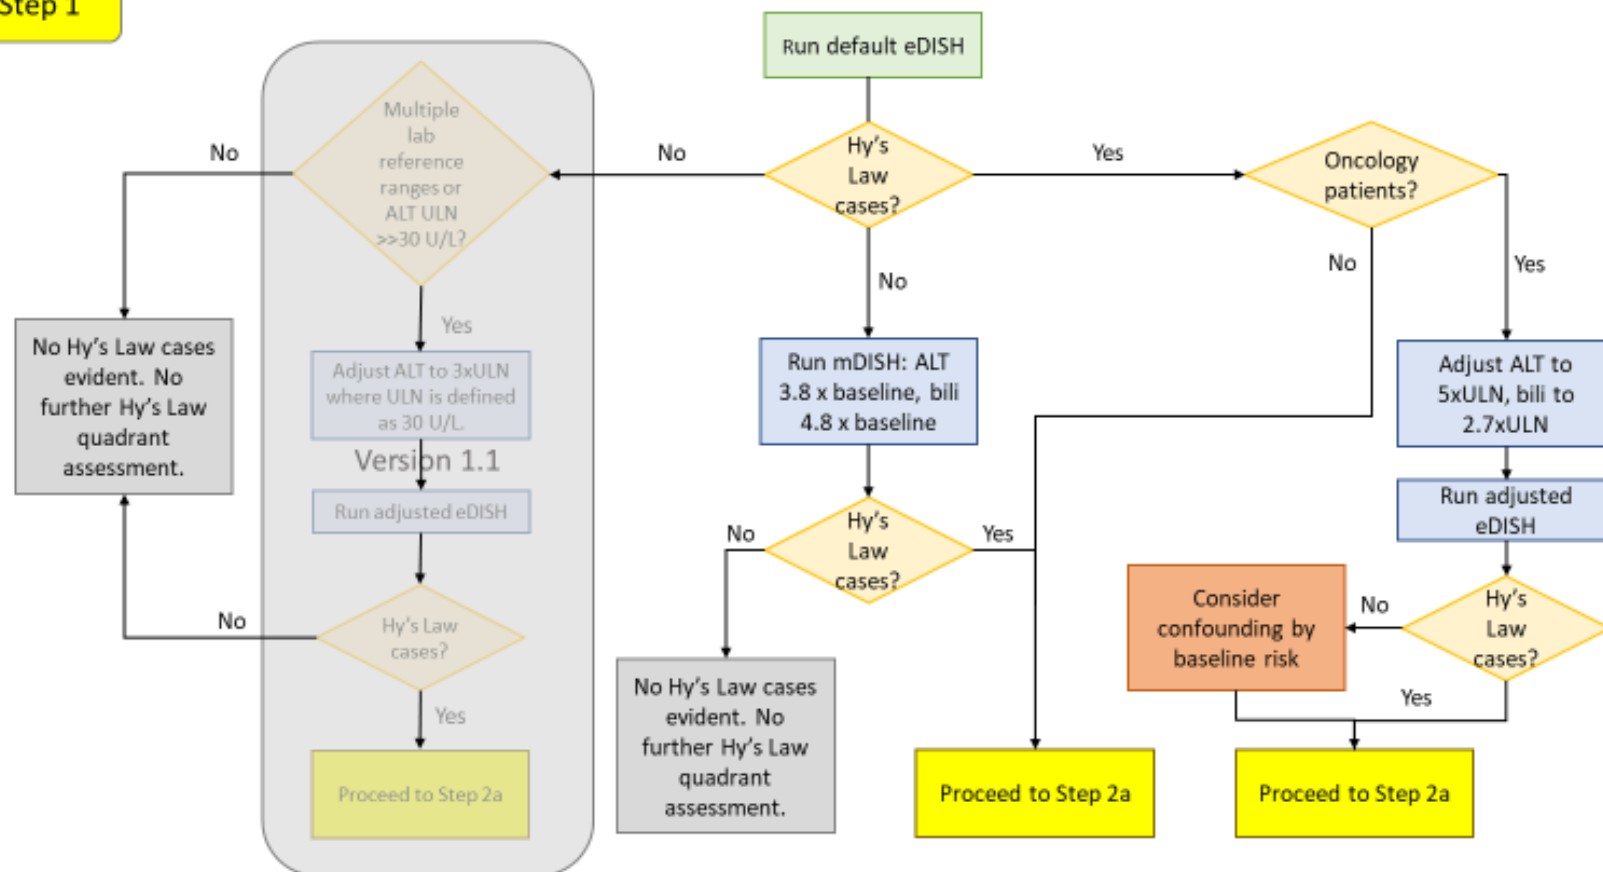 Step 1
Run default eDISH
Multiple
lab
reference
ranges or
ALT ULN
>>30 U/L?
No
No
Hy's
Law
cases?
Yes
Oncology
patients?
No
No
Yes
Yes
No Hy's Law cases
evident. No
further Hy's Law
quadrant
assessment.
Adjust ALT to 3xULN
where ULN is defined
as 30 U/L.
Run mDISH: ALT
3.8 x baseline, bili
4.8 x baseline
Adjust ALT to
5xULN, bili to
2.7xULN
Version 1.1
Run adjusted eDISH
Run adjusted
eDISH
No
Hy's
Law
cases?
Yes
Consider
confounding by
baseline risk
No
Hy's
Law
cases?
No
Hy's Law
cases?
Yes
Yes
No Hy's Law cases
evident. No
further Hy's Law
quadrant
assessment.
Proceed to Step 2a
Proceed to Step 2a
Proceed to Step 2a